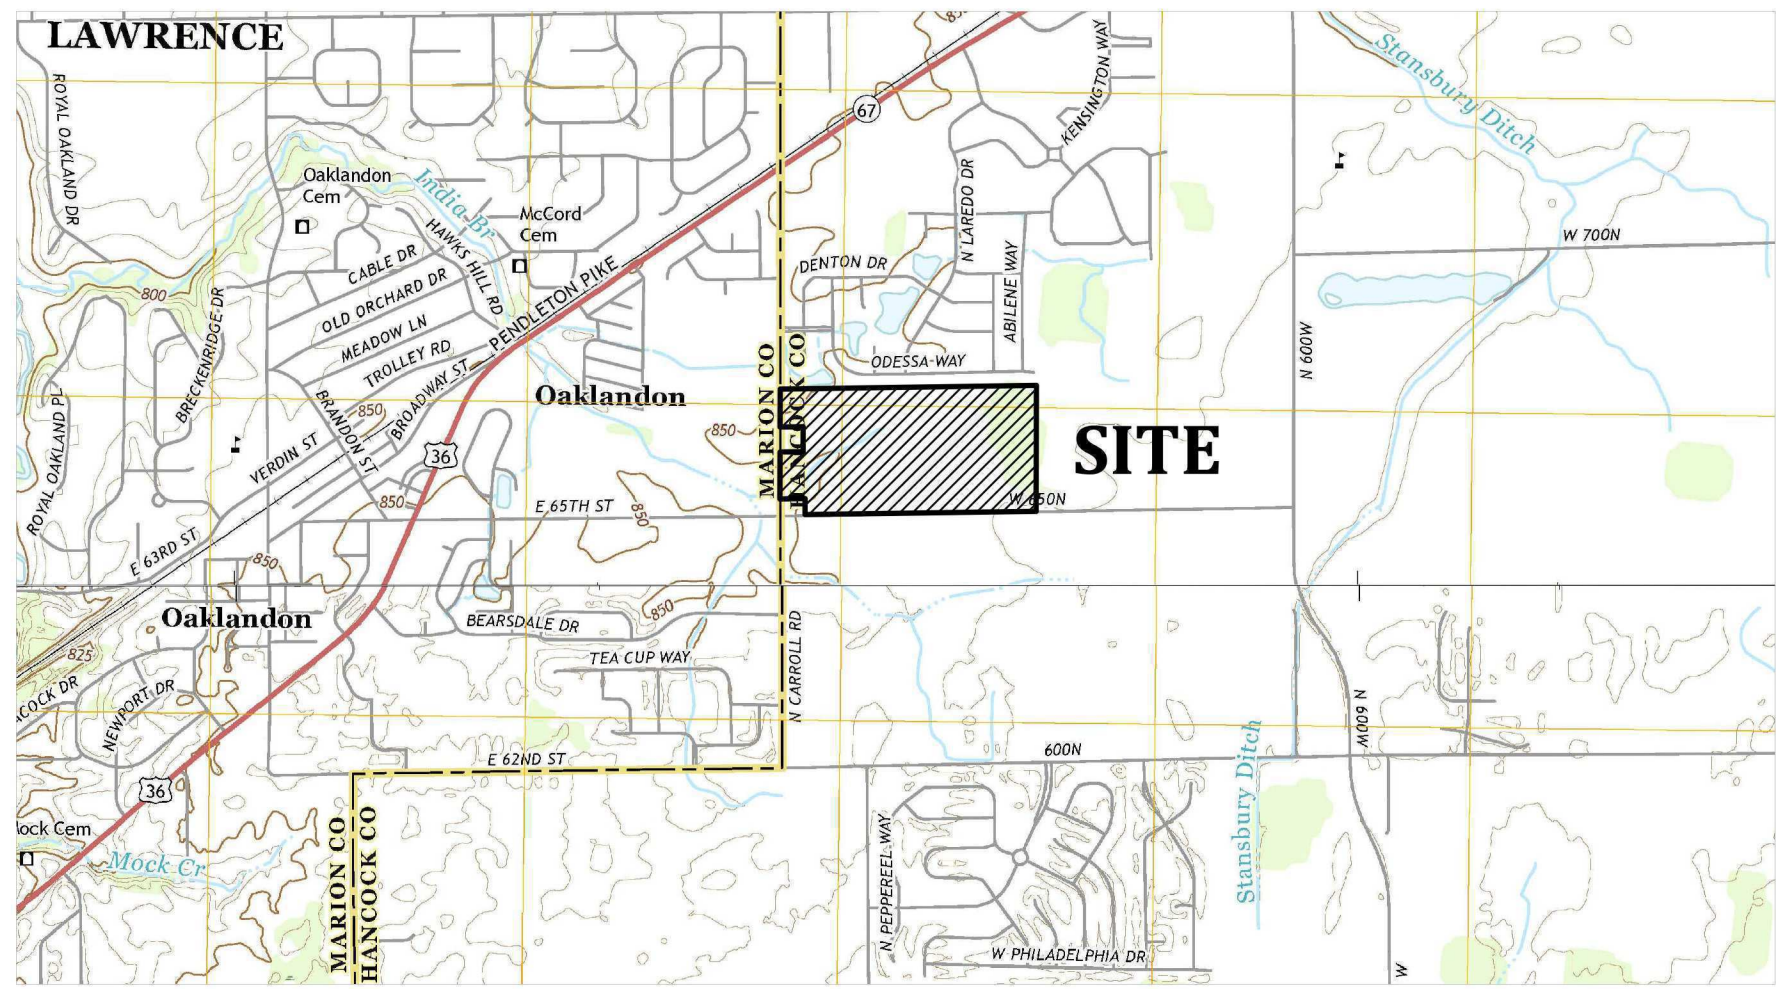 LAWRENCE
ROYAL OAKLAND DR
Oaklandon
Cem
India Br
McCord
Cem
HAWKS HILL RD
CABLE DR
OLD ORCHARD DR
MEADOW LN
TROLLEY RD
BROADWAY ST
PENDLETON PIKE
67
KENSINGTON WAY
N LAREDO DR
DENTON DR
ABILENE WAY
ODESSA WAY
Stansbury Ditch
W 700N
N 600W
800
BRECKENRIDGE DR
ROYAL OAKLAND PL
BRANDON ST
VERDIN ST
850
36
Oaklandon
850
MARION CO
HANCOCK CO
SITE
W 650N
850
E 65TH ST
850
E 63RD ST
850
Oaklandon
825
ACOCK DR
NEWPORT DR
BEARSDALE DR
850
TEA CUP WAY
N CARROLL RD
E 62ND ST
600N
N 600W
Stansbury Ditch
36
lock Cem
Mock Cr
MARION CO
HANCOCK CO
N PEPPEREEL WAY
W PHILADELPHIA DR
W